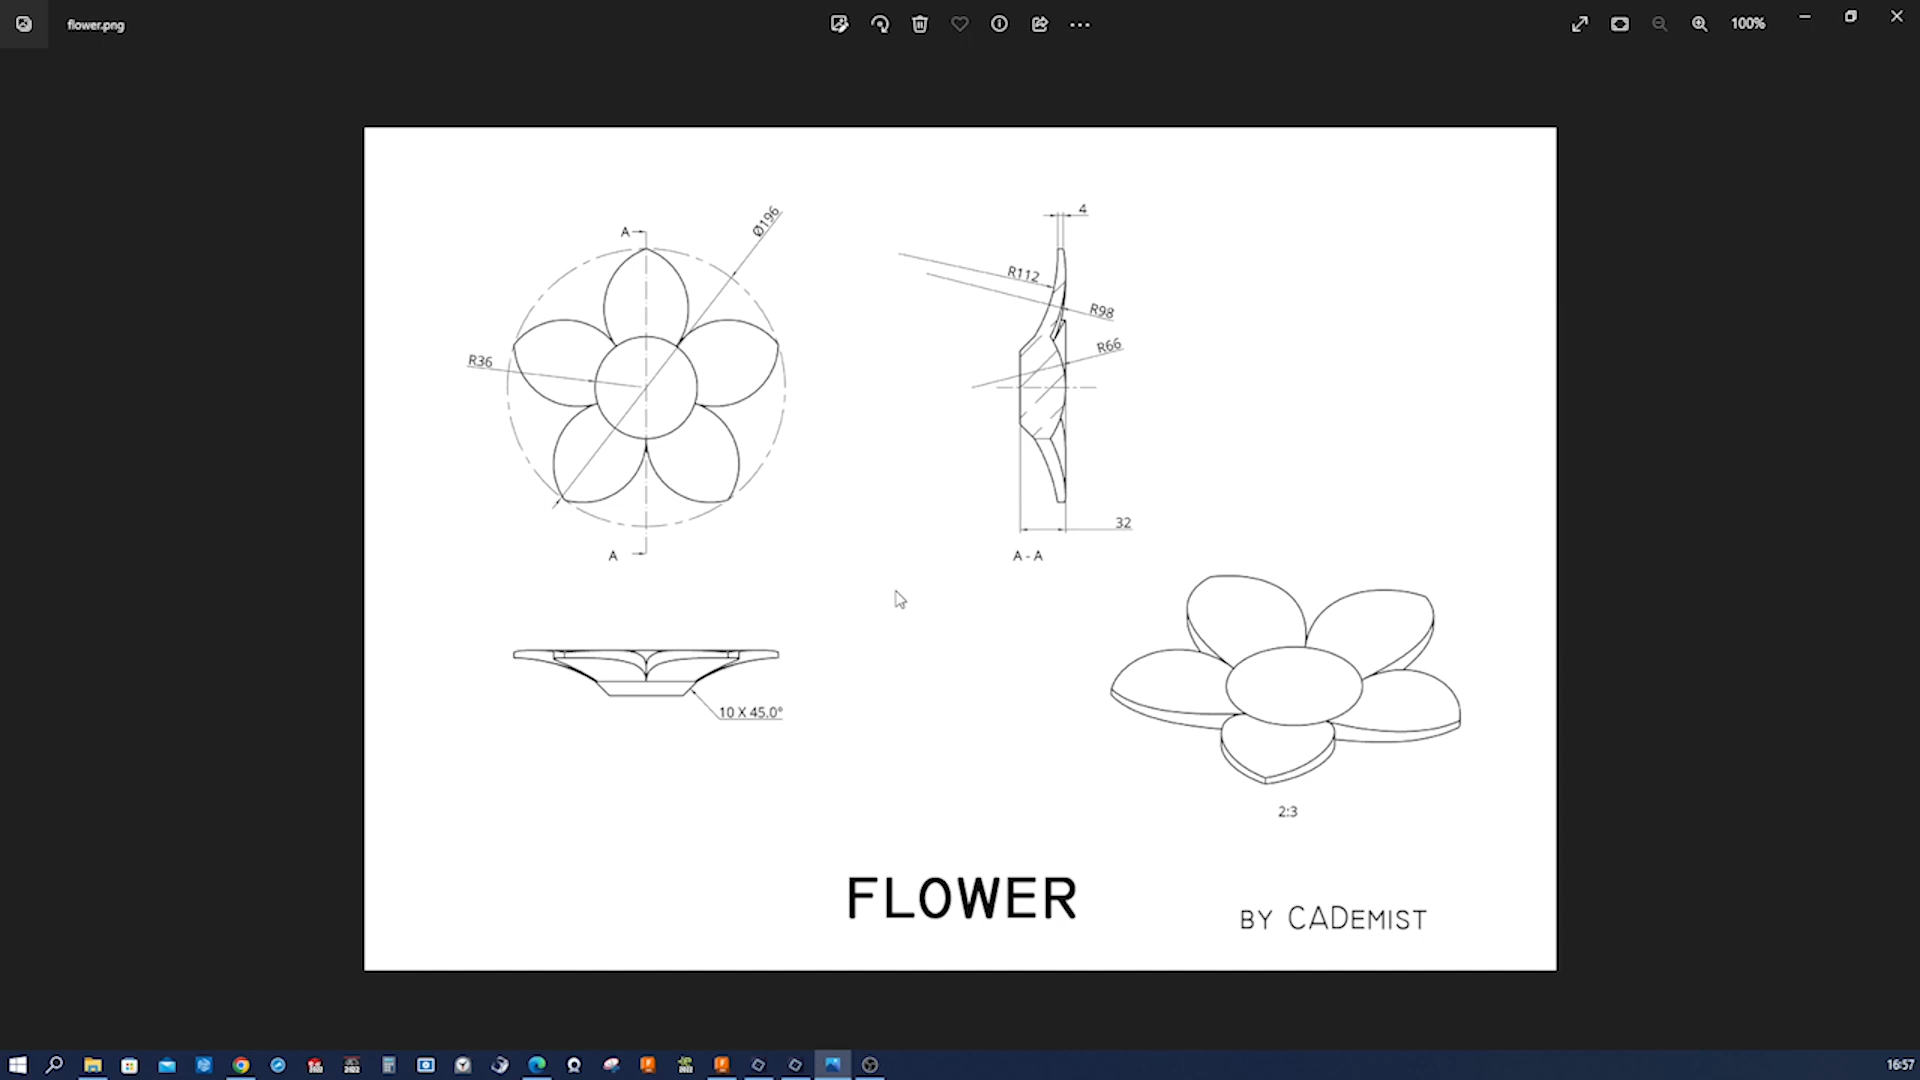 flower.png
100%
A
Ø196
R36
A
4
R112
R98
R66
32
A - A
10 X 45.0°
2:3
FLOWER
BY CADEMIST
16:57